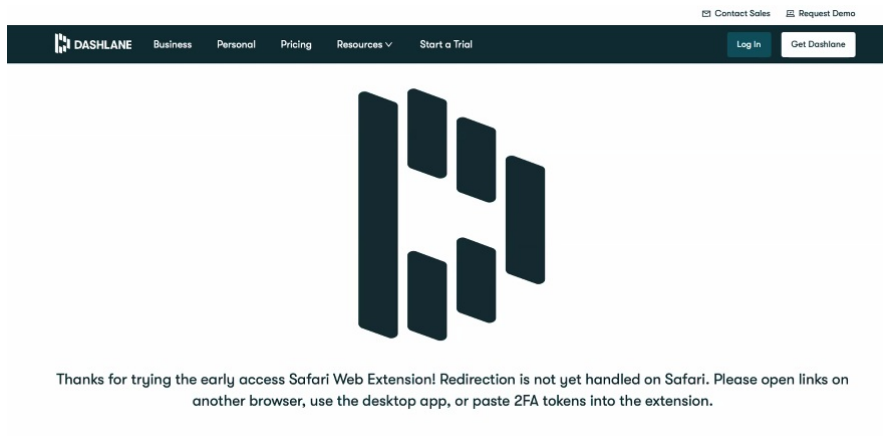 Contact Sales Request Demo
DASHLANE Business Personal Pricing Resources Start a Trial Log In Get Dashlane
Thanks for trying the early access Safari Web Extension! Redirection is not yet handled on Safari. Please open links on
another browser, use the desktop app, or paste 2FA tokens into the extension.